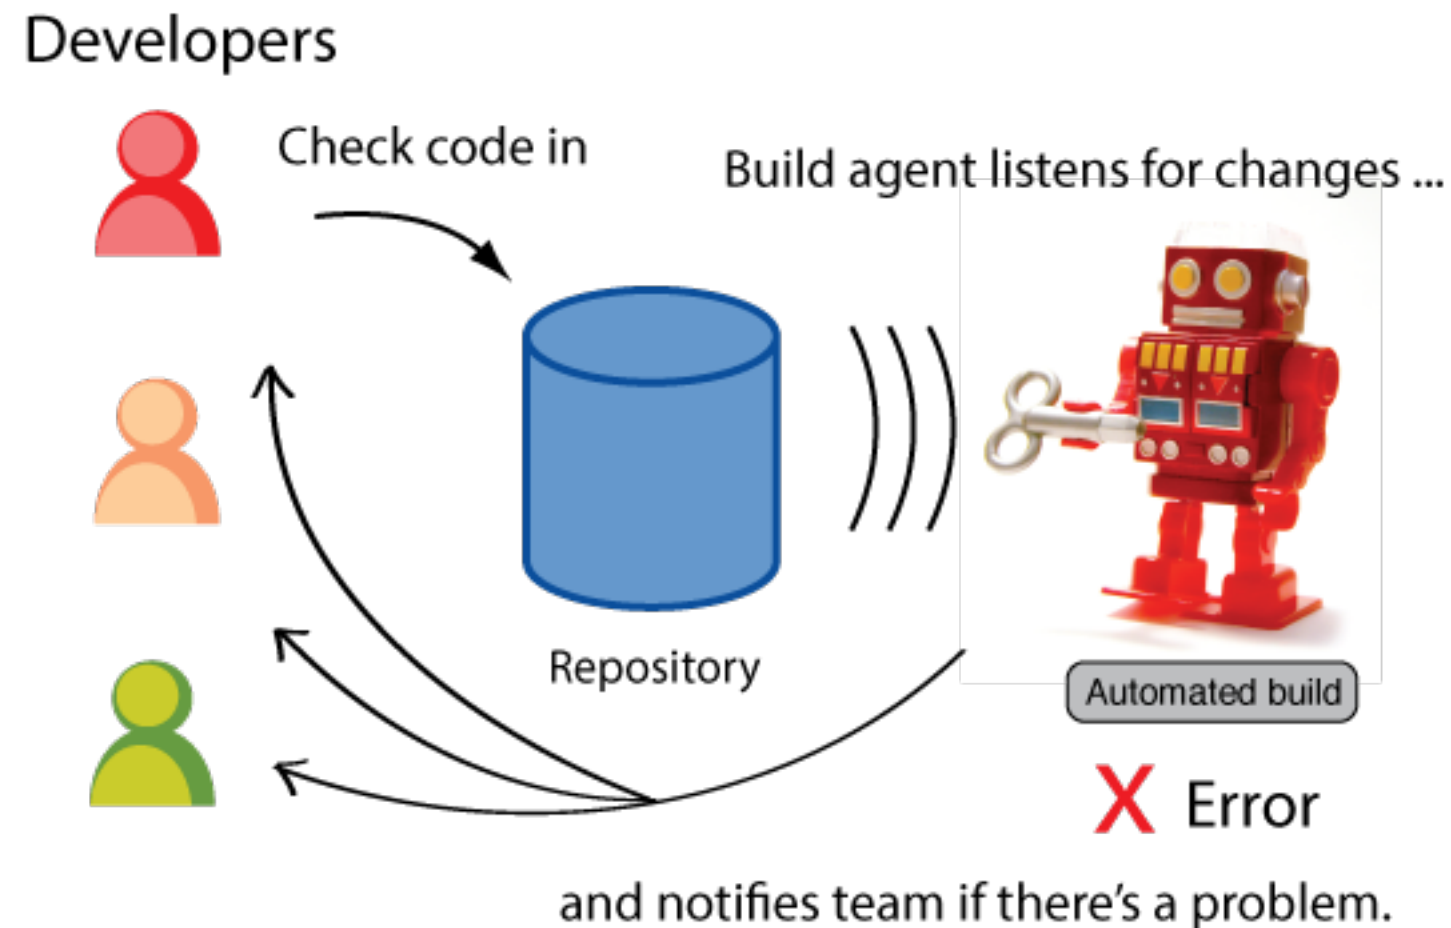 Developers
Check code in
Build agent listens for changes ...
Repository
Automated build
X Error
and notifies team if there's a problem.